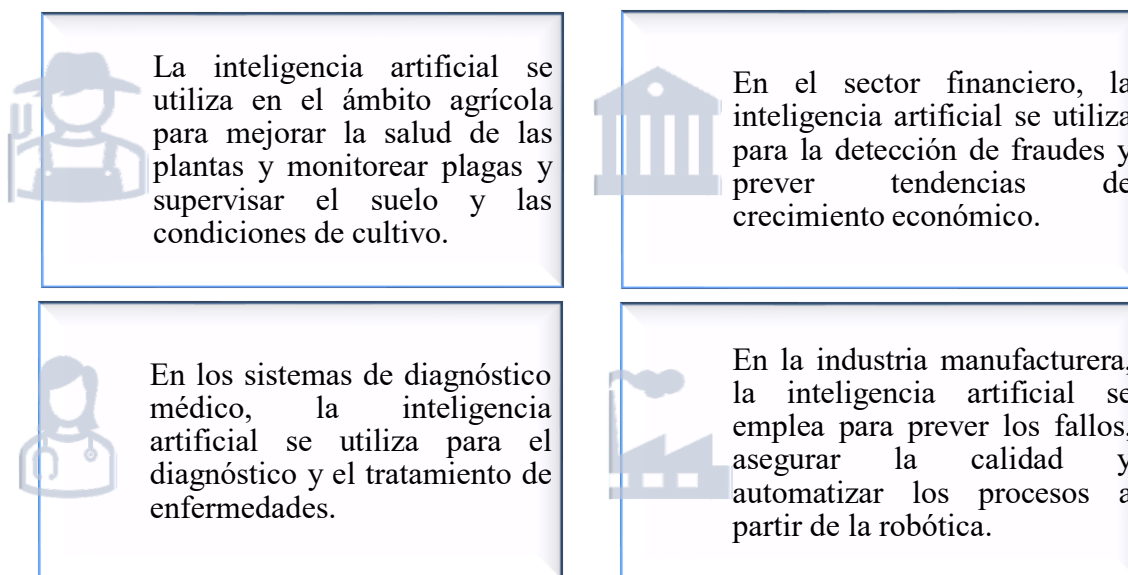 La inteligencia artificial se
utiliza en el ámbito agrícola
para mejorar la salud de las
plantas y monitorear plagas y
supervisar el suelo y las
condiciones de cultivo.
En el sector financiero, la
inteligencia artificial se utiliza
para la detección de fraudes y
prever tendencias de
crecimiento económico.
En los sistemas de diagnóstico
médico, la inteligencia
artificial se utiliza para el
diagnóstico y el tratamiento de
enfermedades.
En la industria manufacturera,
la inteligencia artificial se
emplea para prever los fallos,
asegurar la calidad y
automatizar los procesos a
partir de la robótica.